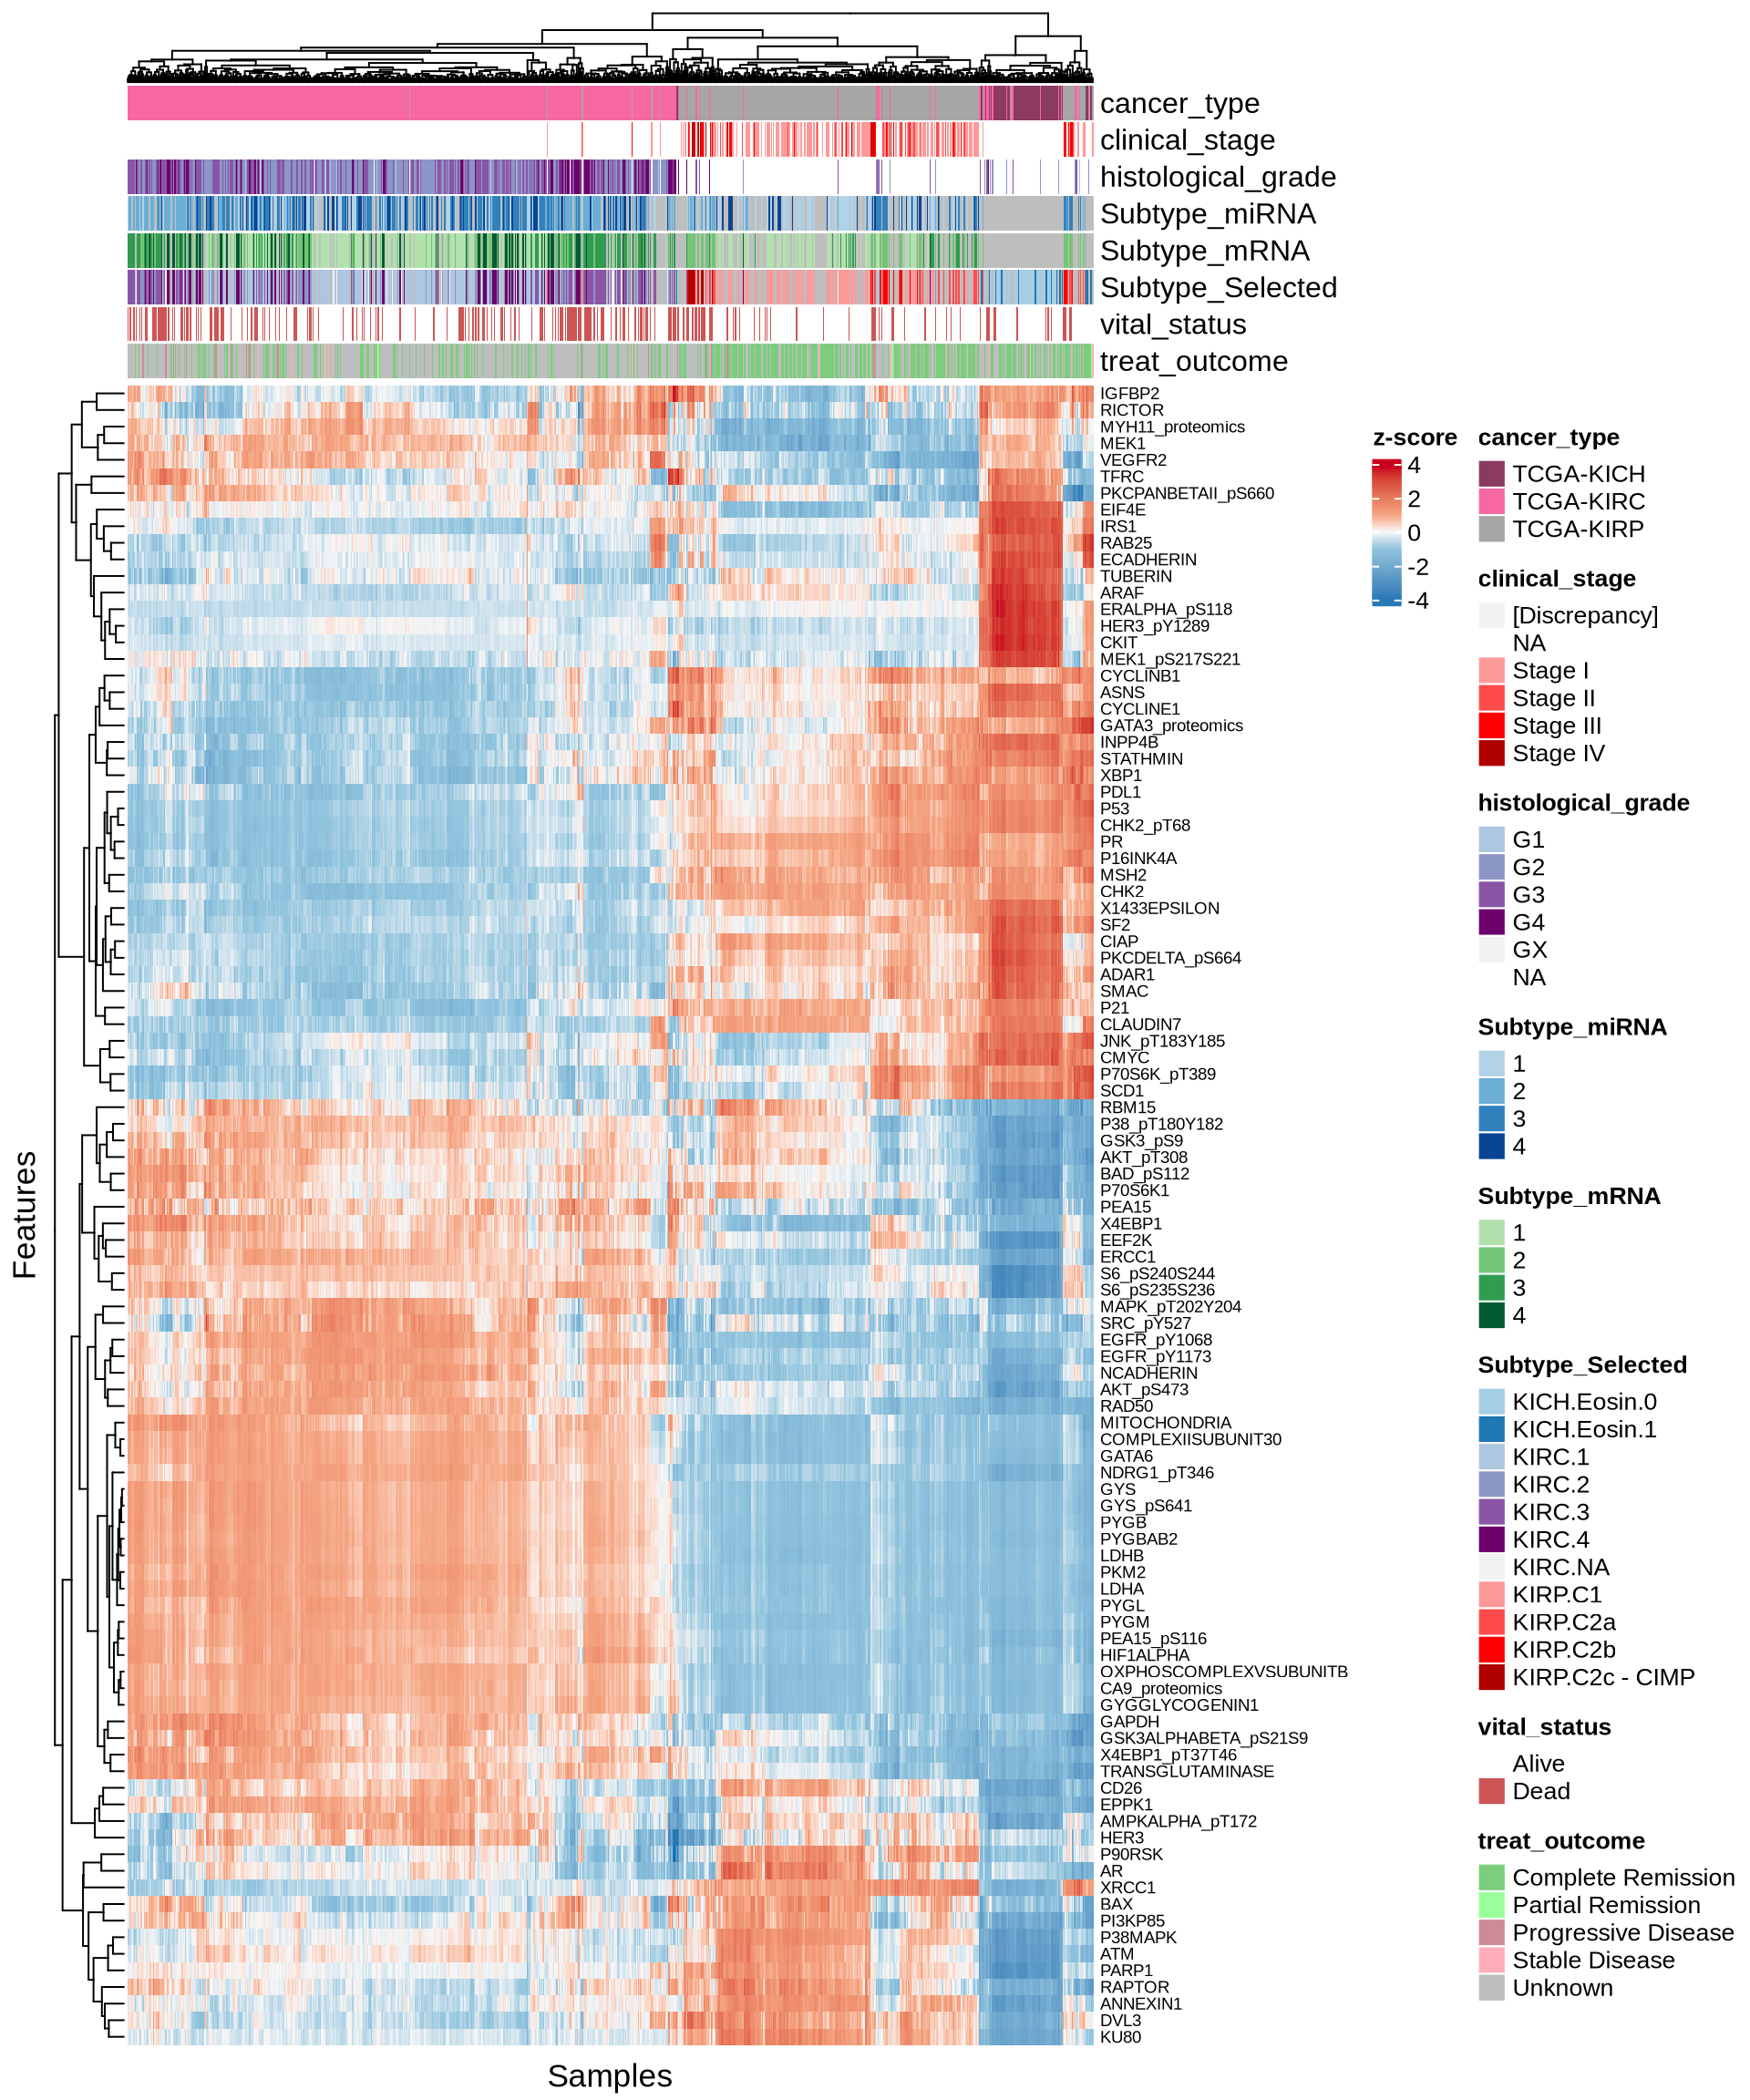 cancer_type
clinical_stage
histological_grade
Subtype_miRNA
Subtype_mRNA
Subtype_Selected
vital_status
treat_outcome
IGFBP2
RICTOR
MYH11_proteomics
MEK1
VEGFR2
TFRC
PKCPANBETAII_pS660
EIF4E
IRS1
RAB25
ECADHERIN
TUBERIN
ARAF
ERALPHA_pS118
HER3_pY1289
CKIT
MEK1_pS217S221
CYCLINB1
ASNS
CYCLINE1
GATA3_proteomics
INPP4B
STATHMIN
XBP1
PDL1
P53
CHK2_pT68
PR
P16INK4A
MSH2
CHK2
X1433EPSILON
SF2
CIAP
PKCDELTA_pS664
ADAR1
SMAC
P21
CLAUDIN7
JNK_pT183Y185
CMYC
P70S6K_pT389
SCD1
RBM15
P38_pT180Y182
GSK3_pS9
AKT_pT308
BAD_pS112
P70S6K1
PEA15
X4EBP1
EEF2K
ERCC1
S6_pS240S244
S6_pS235S236
MAPK_pT202Y204
SRC_pY527
EGFR_pY1068
EGFR_pY1173
NCADHERIN
AKT_pS473
RAD50
MITOCHONDRIA
COMPLEXIISUBUNIT30
GATA6
NDRG1_pT346
GYS
GYS_pS641
PYGB
PYGBAB2
LDHB
PKM2
LDHA
PYGL
PYGM
PEA15_pS116
HIF1ALPHA
OXPHOSCOMPLEXVSUBUNITB
CA9_proteomics
GYGGLYCOGENIN1
GAPDH
GSK3ALPHABETA_pS21S9
X4EBP1_pT37T46
TRANSGLUTAMINASE
CD26
EPPK1
AMPKALPHA_pT172
HER3
P90RSK
AR
XRCC1
BAX
PI3KP85
P38MAPK
ATM
PARP1
RAPTOR
ANNEXIN1
DVL3
KU80
Features
Samples
z-score
4
2
0
-2
-4
cancer_type
TCGA-KICH
TCGA-KIRC
TCGA-KIRP
clinical_stage
[Discrepancy]
NA
Stage I
Stage II
Stage III
Stage IV
histological_grade
G1
G2
G3
G4
GX
NA
Subtype_miRNA
1
2
3
4
Subtype_mRNA
1
2
3
4
Subtype_Selected
KICH.Eosin.0
KICH.Eosin.1
KIRC.1
KIRC.2
KIRC.3
KIRC.4
KIRC.NA
KIRP.C1
KIRP.C2a
KIRP.C2b
KIRP.C2c - CIMP
vital_status
Alive
Dead
treat_outcome
Complete Remission
Partial Remission
Progressive Disease
Stable Disease
Unknown